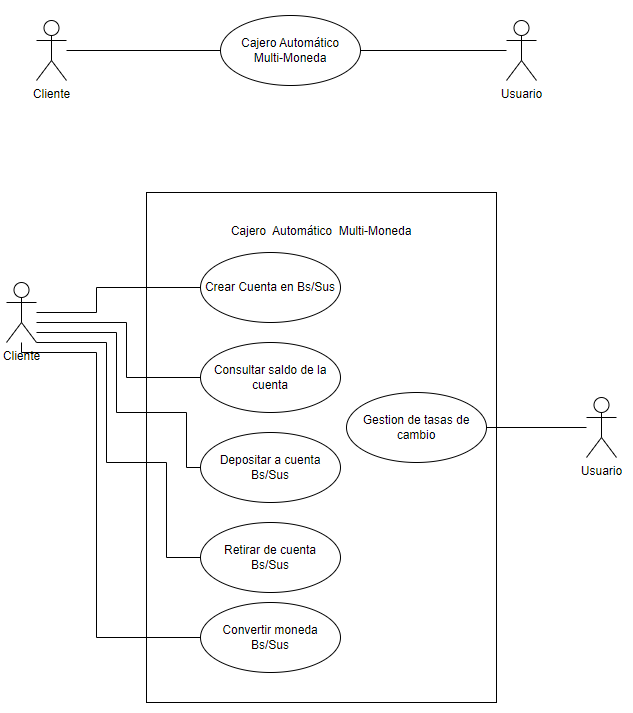 Cajero Automático
Multi-Moneda
Cliente
Usuario
Cajero Automático Multi-Moneda
Crear Cuenta en Bs/Sus
Cliente
Consultar saldo de la
cuenta
Gestion de tasas de
cambio
Depositar a cuenta
Bs/Sus
Usuario
Retirar de cuenta
Bs/Sus
Convertir moneda
Bs/Sus